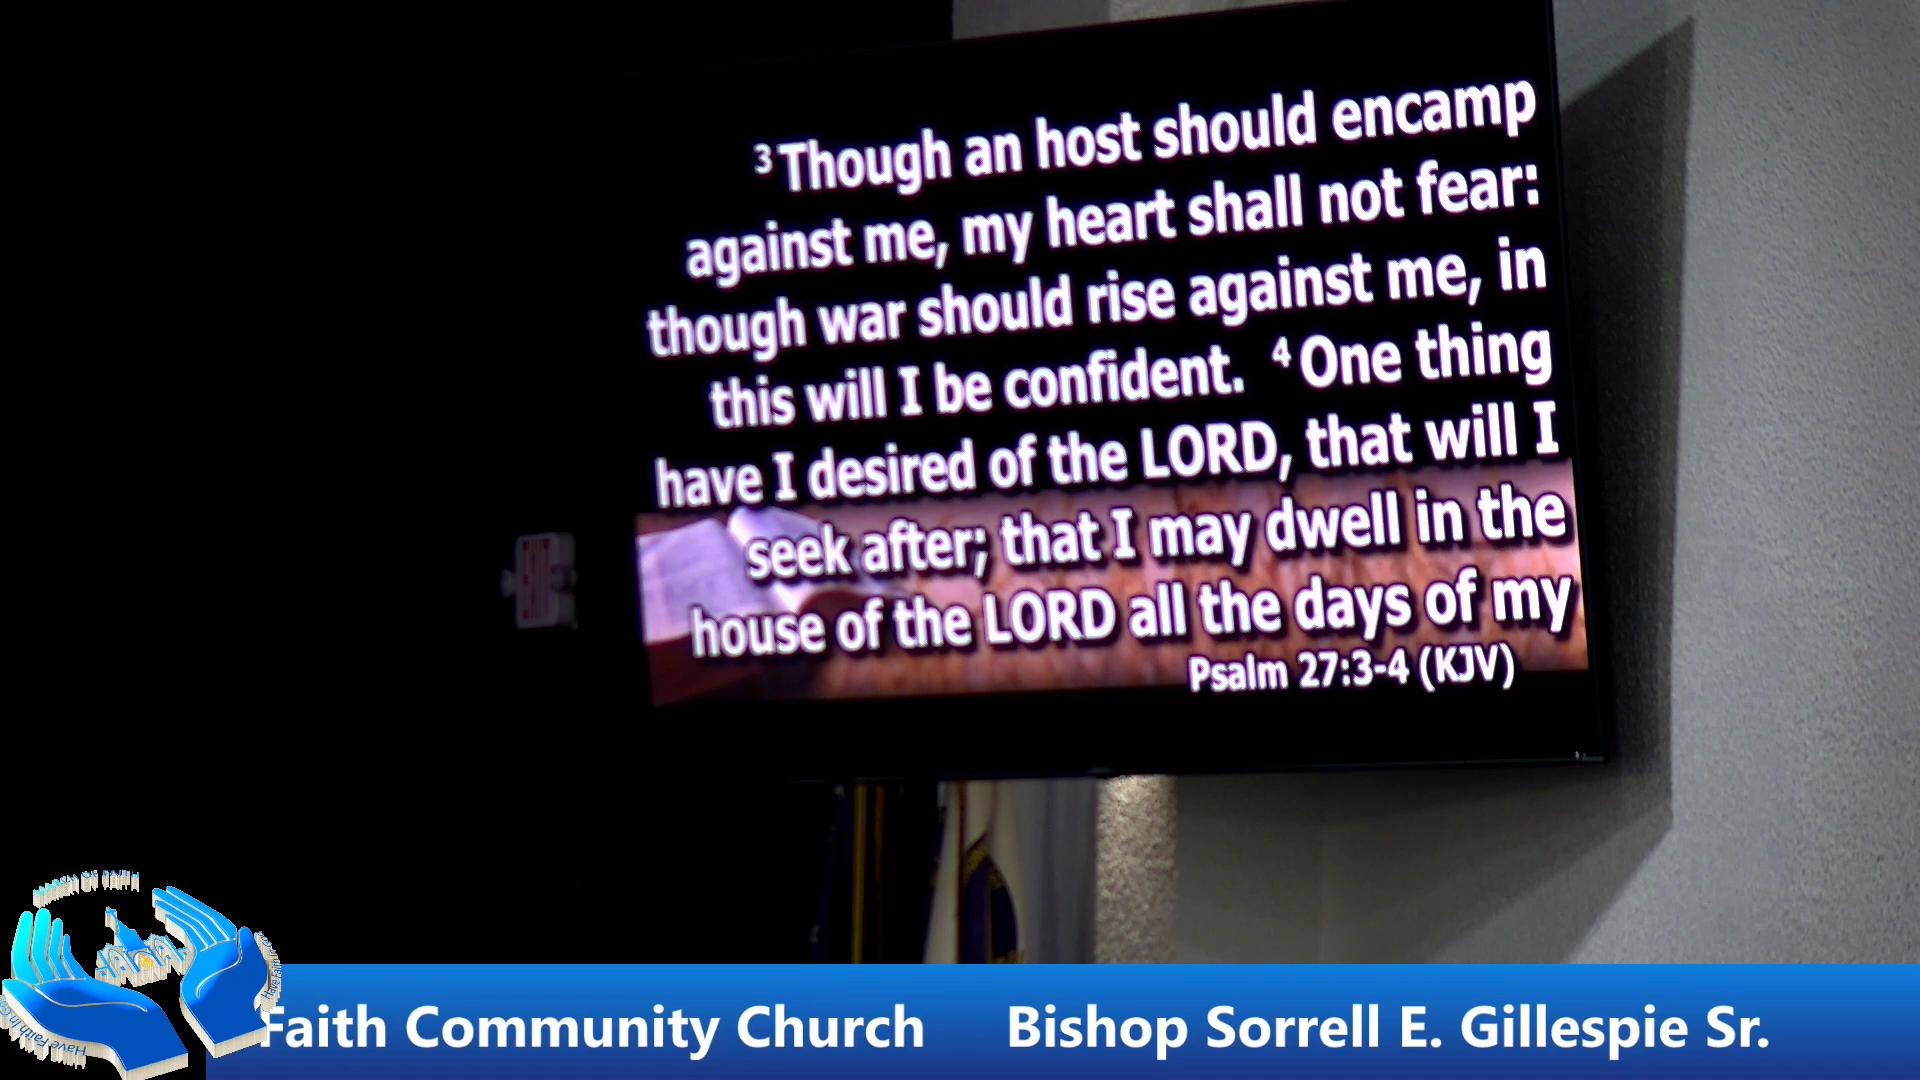 ³Though an host should encamp
against me, my heart shall not fear:
though war should rise against me, in
this will I be confident. ⁴One thing
have I desired of the LORD, that will I
seek after; that I may dwell in the
house of the LORD all the days of my
Psalm 27:3-4 (KJV)
Have Faith In
Faith Community Church Bishop Sorrell E. Gillespie Sr.